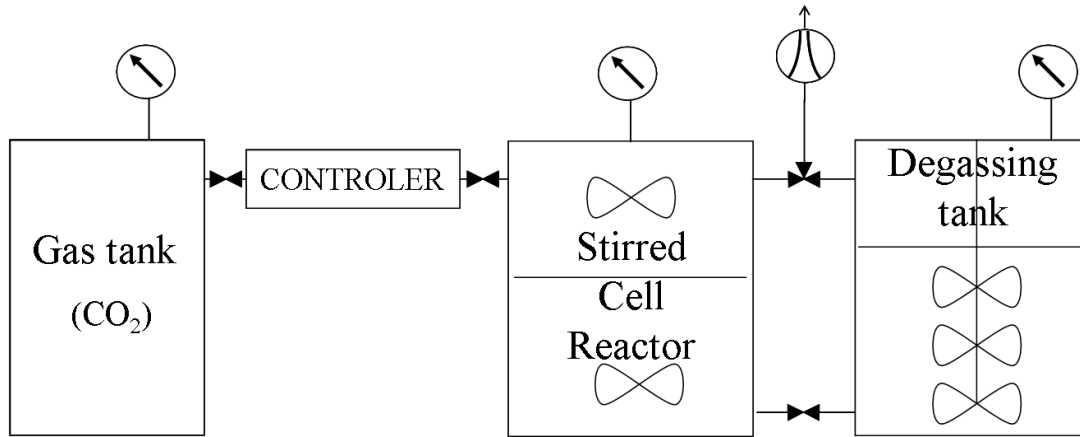 Gas tank
(CO₂)
CONTROLER
Stirred
Cell
Reactor
Degassing
tank